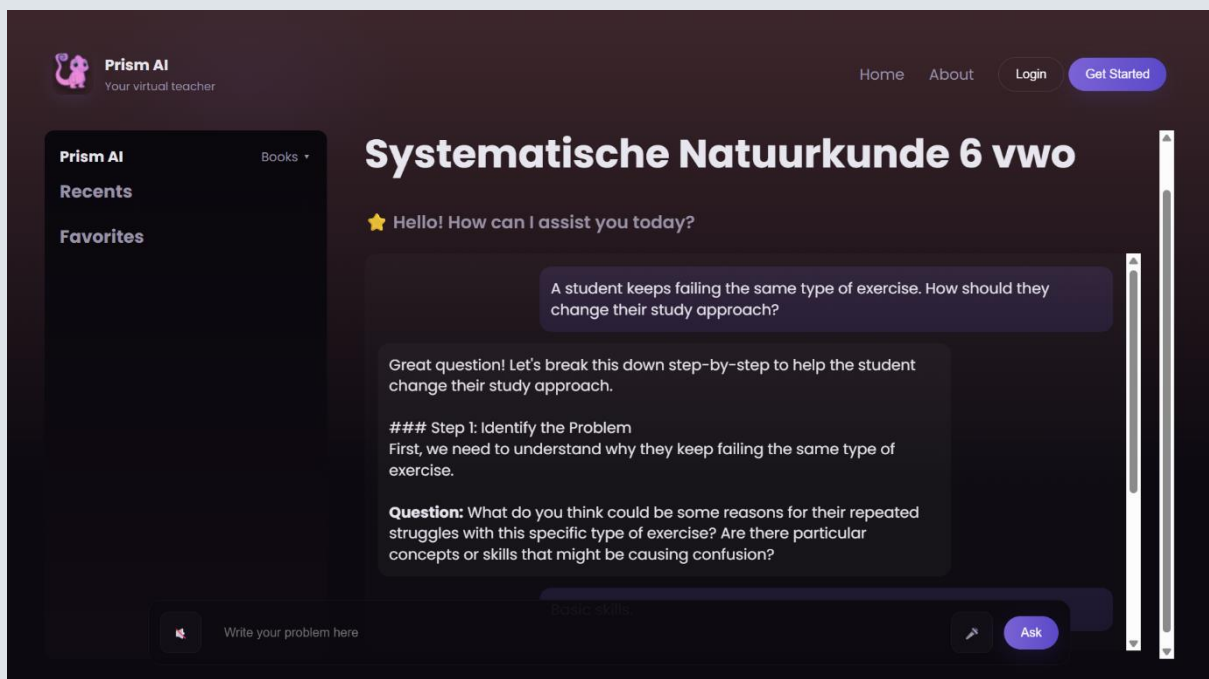 Prism AI
Your virtual teacher
Home
About
Login
Get Started
Prism AI
Books
Recents
Favorites
Systematische Natuurkunde 6 vwo
Hello! How can I assist you today?
A student keeps failing the same type of exercise. How should they
change their study approach?
Great question! Let's break this down step-by-step to help the student
change their study approach.
### Step 1: Identify the Problem
First, we need to understand why they keep failing the same type of
exercise.
Question: What do you think could be some reasons for their repeated
struggles with this specific type of exercise? Are there particular
concepts or skills that might be causing confusion?
Basic skills
Write your problem here
Ask